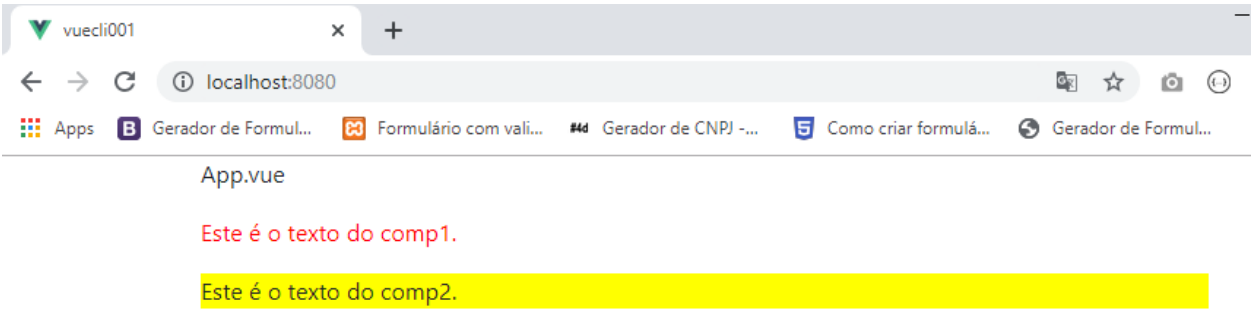 vuecli001
localhost:8080
Apps B Gerador de Formul... Formulário com vali... #4d Gerador de CNPJ -... 5 Como criar formulá... Gerador de Formul...
App.vue
Este é o texto do comp1.
Este é o texto do comp2.